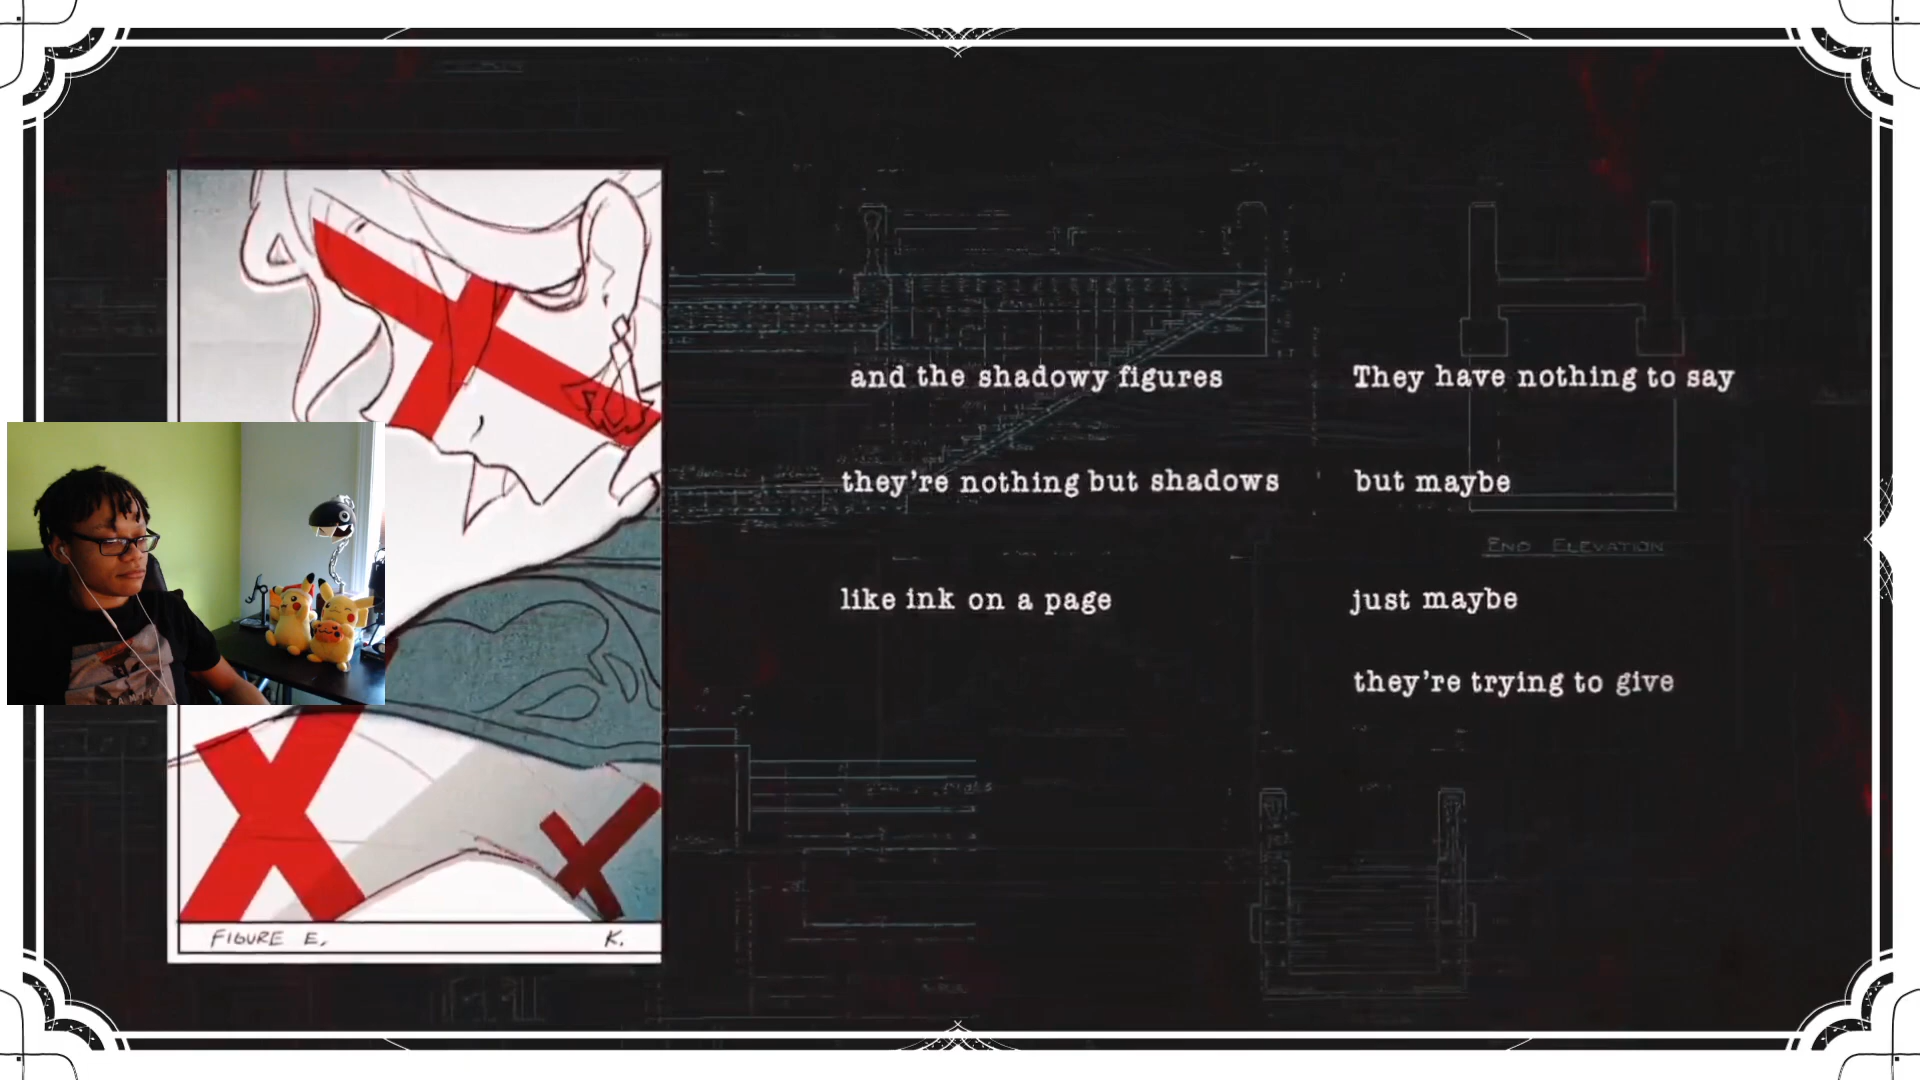 and the shadowy figures
they're nothing but shadows
like ink on a page
They have nothing to say
but maybe
just maybe
they're trying to give
END ELEVATION
FIGURE E.
K.